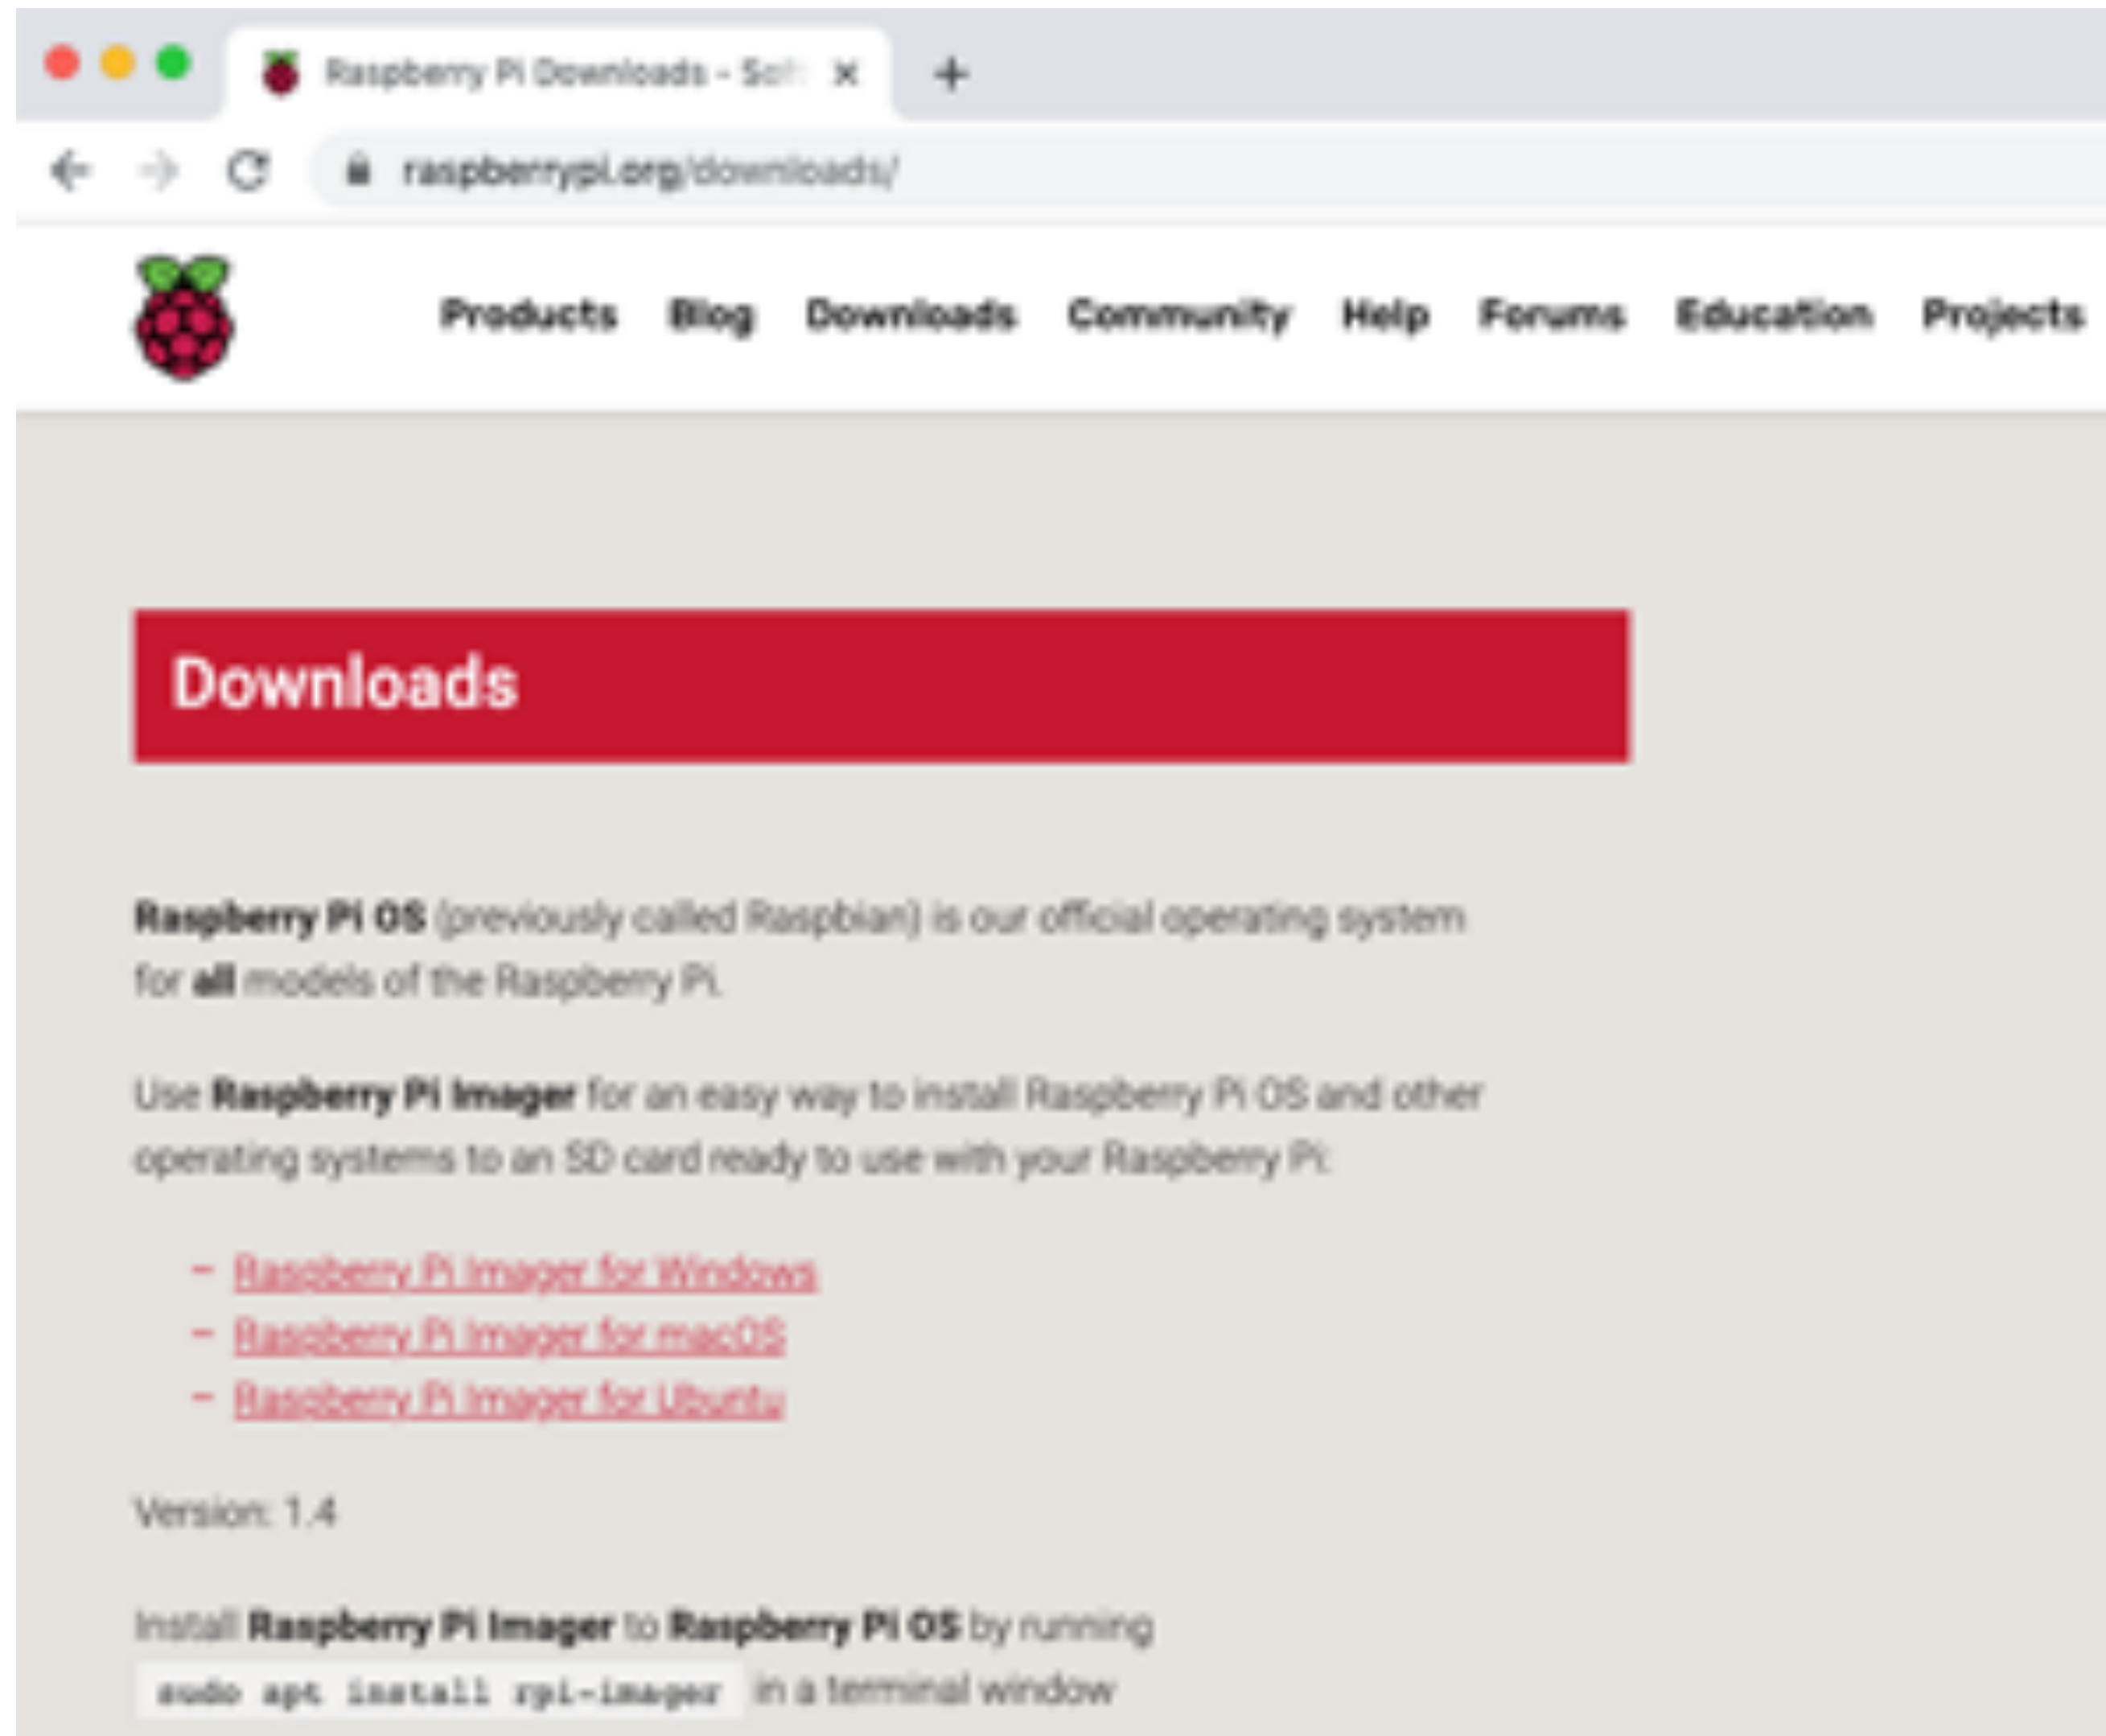 Raspberry Pi Downloads - Sof
raspberrypi.org/downloads/
Products Blog Downloads Community Help Forums Education Projects
Downloads
Raspberry Pi OS (previously called Raspbian) is our official operating system
for all models of the Raspberry Pi.
Use Raspberry Pi Imager for an easy way to install Raspberry Pi OS and other
operating systems to an SD card ready to use with your Raspberry Pi:
– Raspberry Pi Imager for Windows
– Raspberry Pi Imager for macOS
– Raspberry Pi Imager for Ubuntu
Version: 1.4
Install Raspberry Pi Imager to Raspberry Pi OS by running
sudo apt install rpi-imager in a terminal window